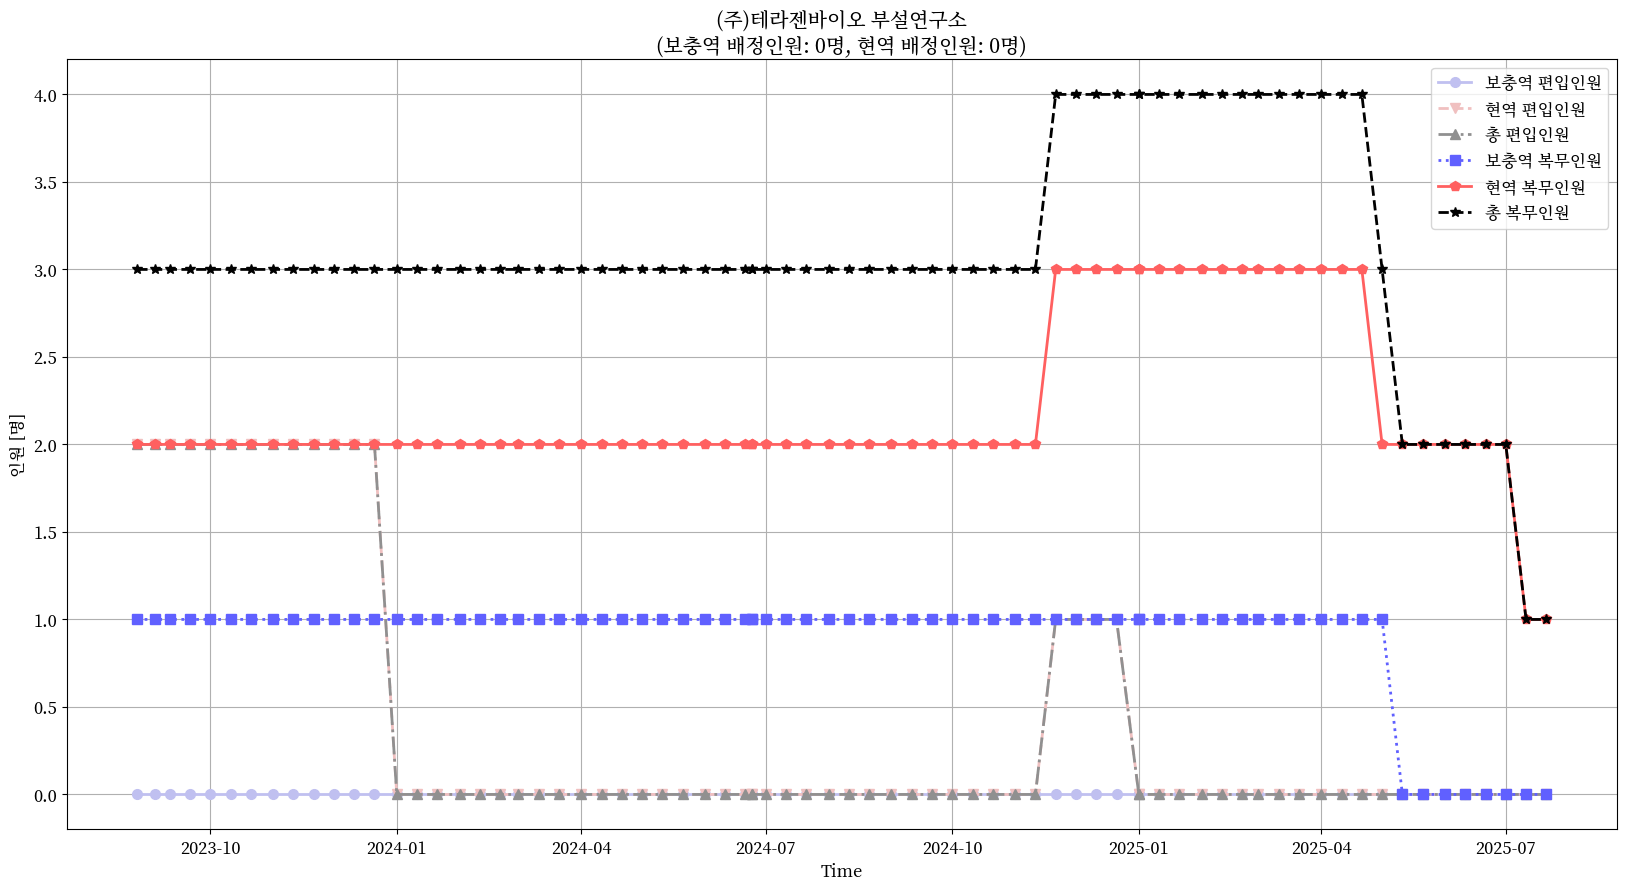 (주)테라젠바이오 부설연구소
(보충역 배정인원: 0명, 현역 배정인원: 0명)
보충역 편입인원
현역 편입인원
총 편입인원
보충역 복무인원
현역 복무인원
총 복무인원
인원 [명]
4.0
3.5
3.0
2.5
2.0
1.5
1.0
0.5
0.0
2023-10
2024-01
2024-04
2024-07
2024-10
2025-01
2025-04
2025-07
Time